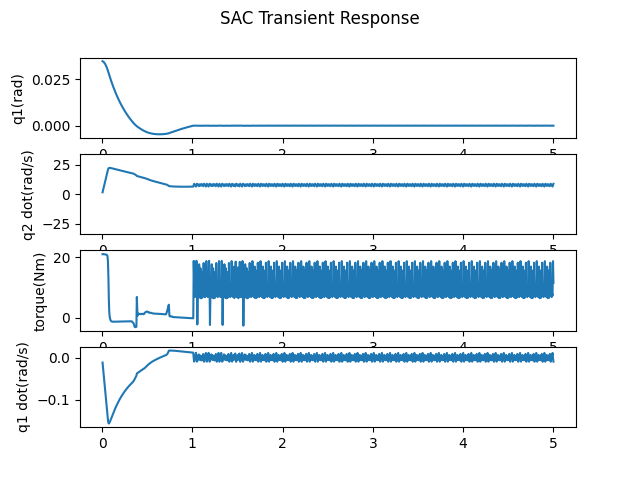 SAC Transient Response
q1(rad)
0.025
0.000
0 1 2 3 4 5
q2 dot(rad/s)
25
0
−25
0 1 2 3 4 5
torque(Nm)
20
0
0 1 2 3 4 5
q1 dot(rad/s)
0.0
−0.1
0 1 2 3 4 5